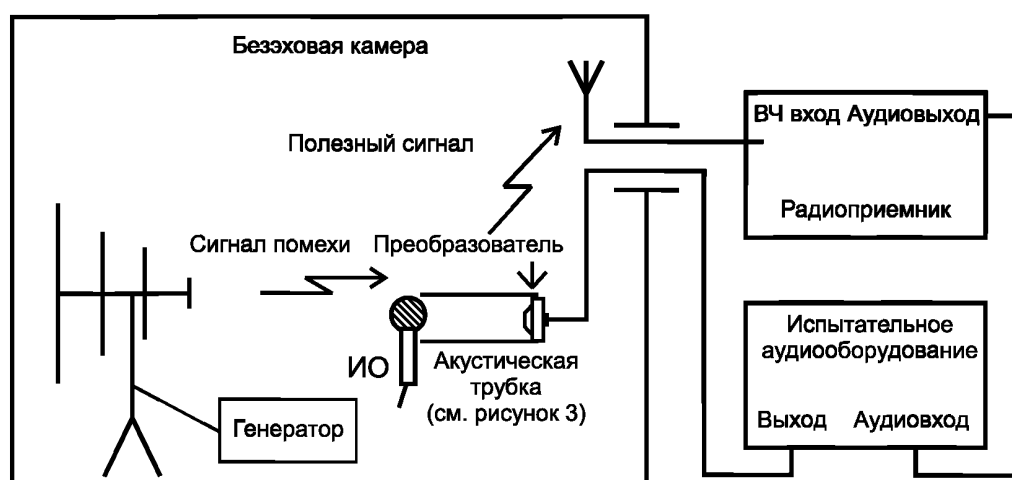 Безэховая камера
ВЧ вход Аудиовыход
Полезный сигнал
Радиоприемник
Сигнал помехи Преобразователь
Испытательное
аудиооборудование
ИО
Акустическая
трубка
(см. рисунок 3)
Генератор
Выход Аудиовход